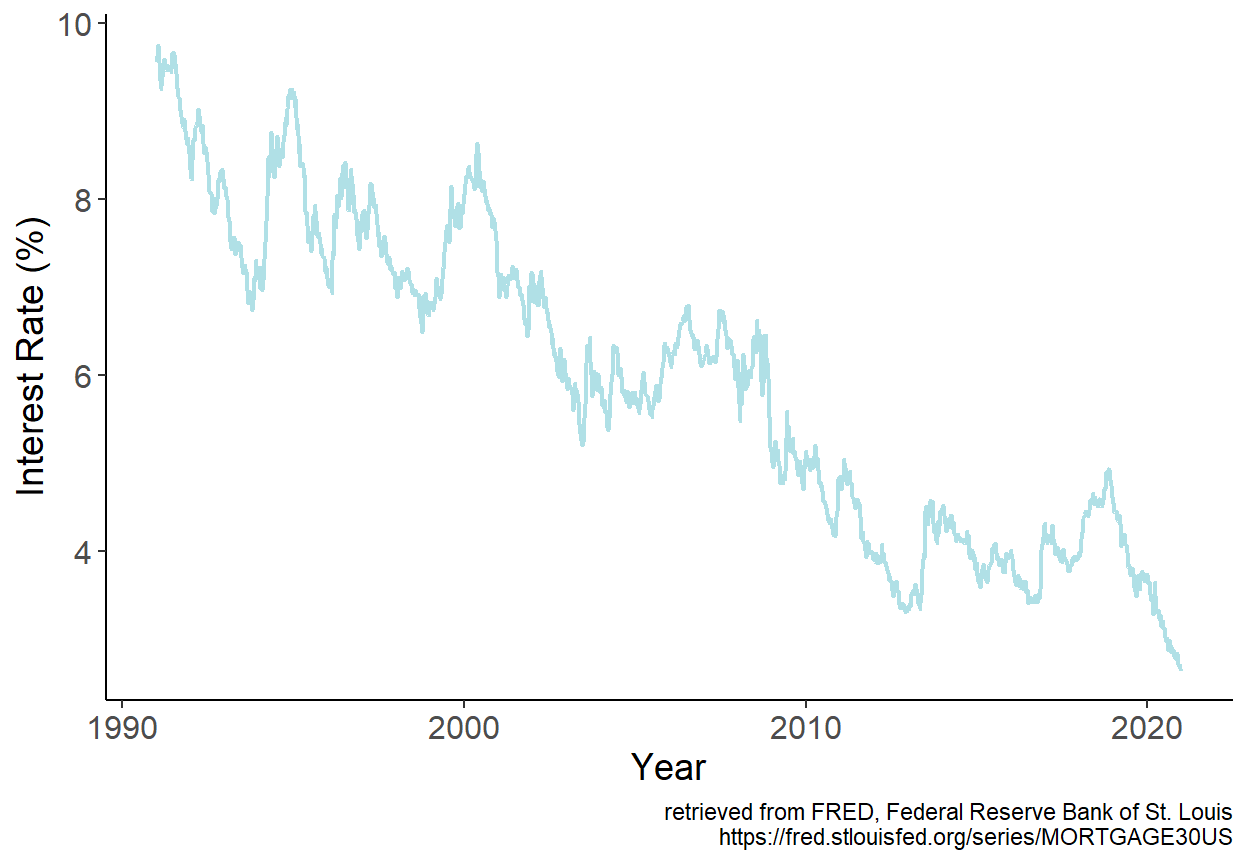 Interest Rate (%)
10
8
6
4
1990 2000 2010 2020
Year
retrieved from FRED, Federal Reserve Bank of St. Louis
https://fred.stlouisfed.org/series/MORTGAGE30US